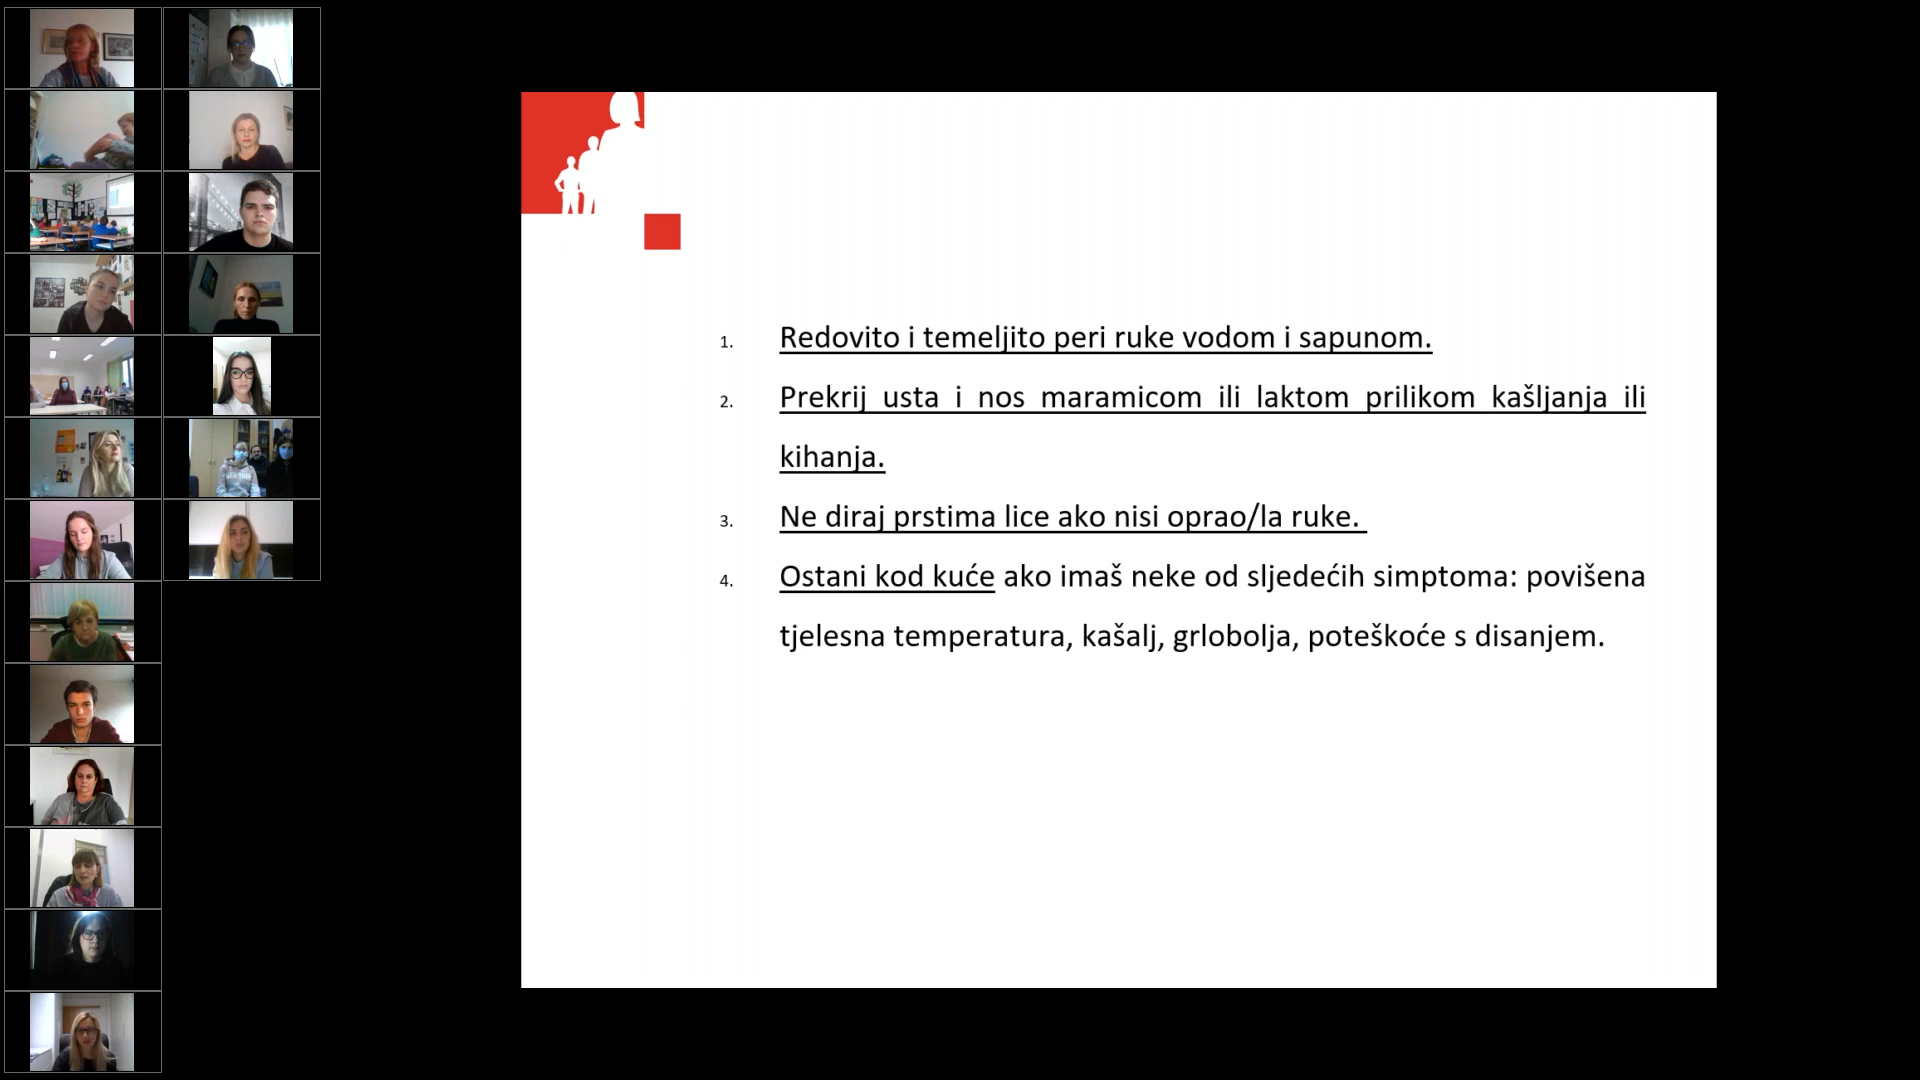 1. Redovito i temeljito peri ruke vodom i sapunom.
2. Prekrij usta i nos maramicom ili laktom prilikom kašljanja ili
kihanja.
3. Ne diraj prstima lice ako nisi oprao/la ruke.
4. Ostani kod kuće ako imaš neke od sljedećih simptoma: povišena
tjelesna temperatura, kašalj, grlobolja, poteškoće s disanjem.